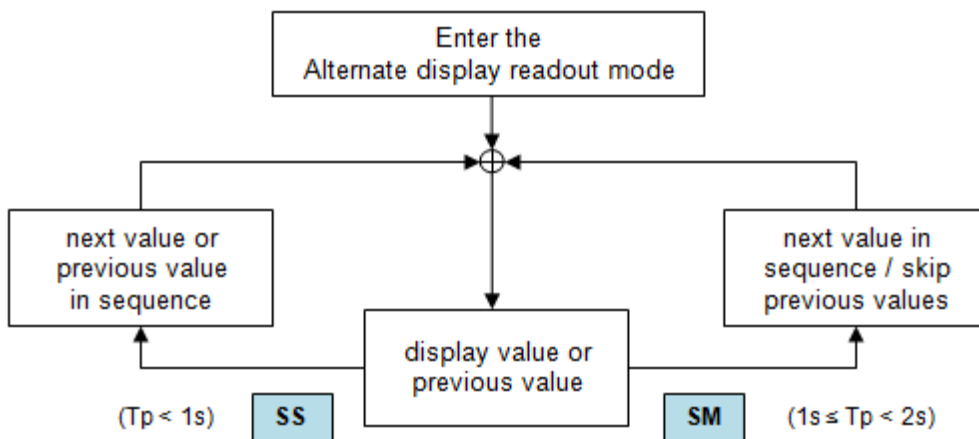 Enter the
Alternate display readout mode
next value or
previous value
in sequence
next value in
sequence / skip
previous values
display value or
previous value
(Tp < 1s)
SS
SM
(1s ≤ Tp < 2s)